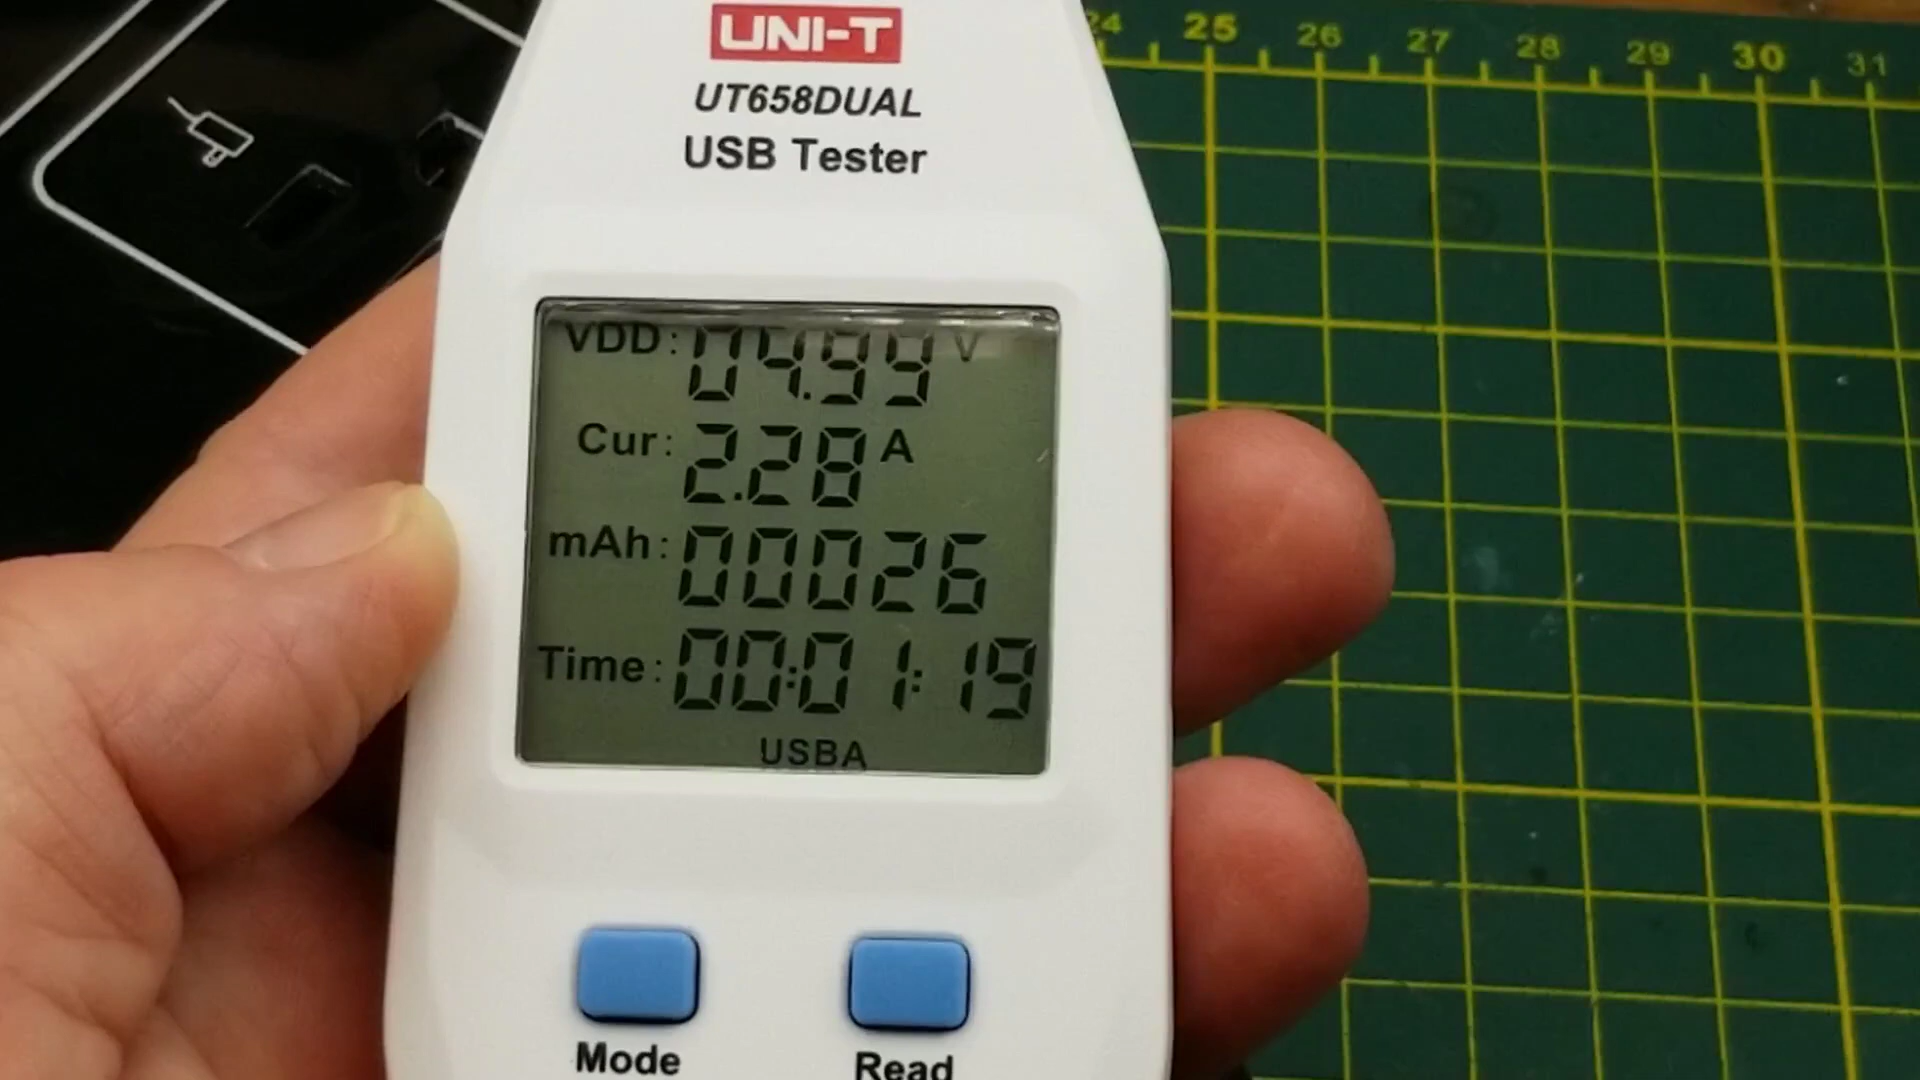 UNI-T
UT658DUAL
USB Tester
24 25 26 27 28 29 30 31
VDD: 04.99 V
Cur: 2.28 A
mAh: 00026
Time: 00:01:19
USBA
Mode Read